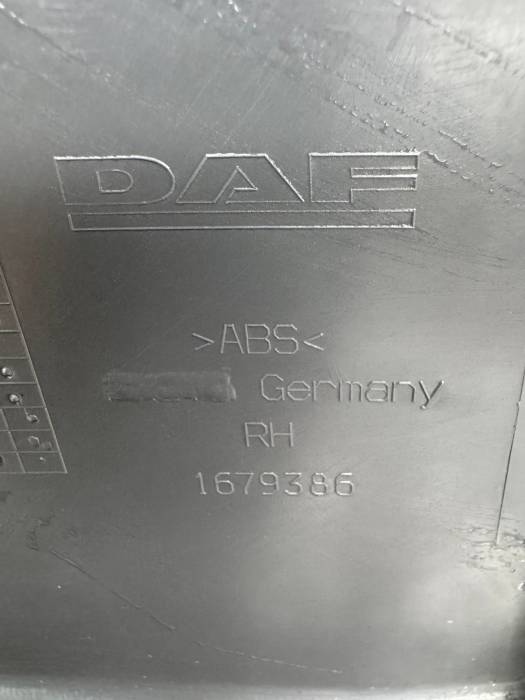 DAF
>ABS<
Germany
RH
1679386